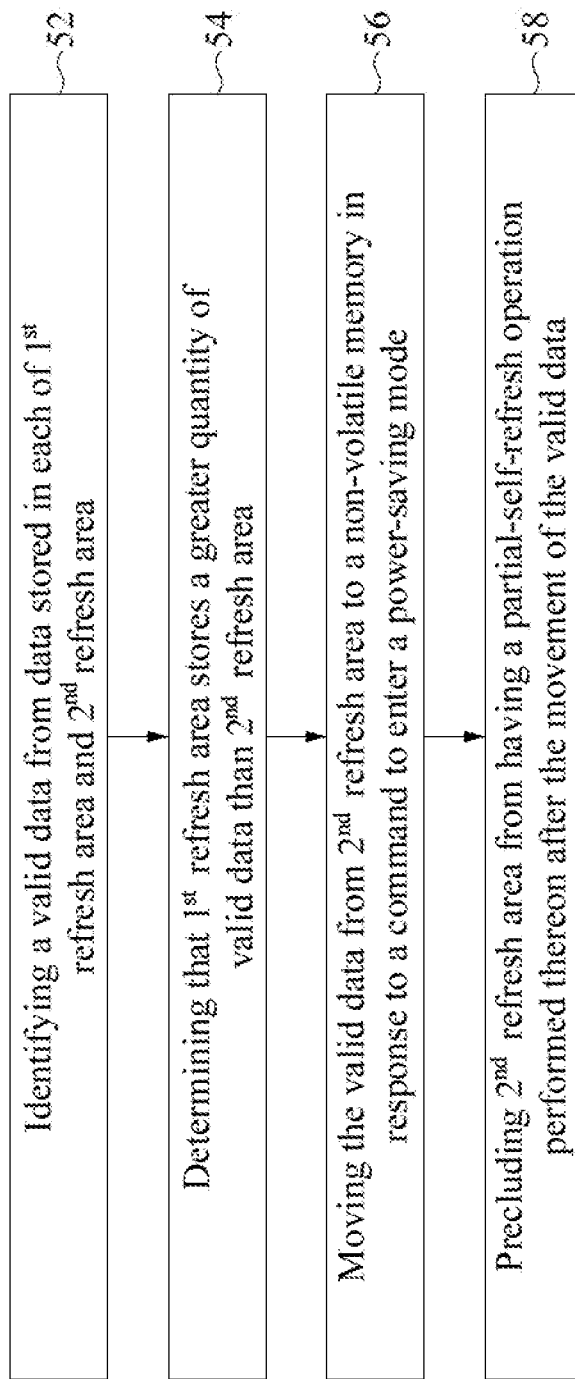 Identifying a valid data from data stored in each of 1st
refresh area and 2nd refresh area
52
Determining that 1st refresh area stores a greater quantity of
valid data than 2nd refresh area
54
Moving the valid data from 2nd refresh area to a non-volatile memory in
response to a command to enter a power-saving mode
56
Precluding 2nd refresh area from having a partial-self-refresh operation
performed thereon after the movement of the valid data
58